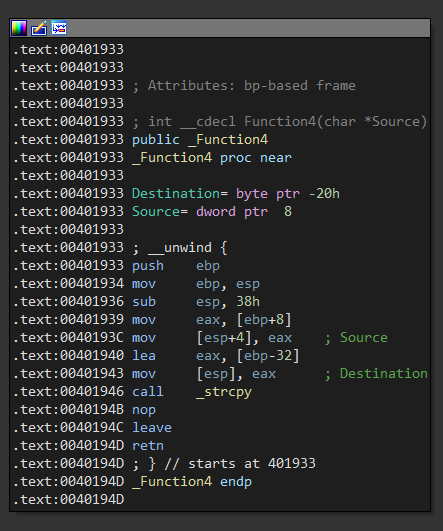 .text:00401933
.text:00401933
.text:00401933 ; Attributes: bp-based frame
.text:00401933
.text:00401933 ; int __cdecl Function4(char *Source)
.text:00401933 public _Function4
.text:00401933 _Function4 proc near
.text:00401933
.text:00401933 Destination= byte ptr -20h
.text:00401933 Source= dword ptr  8
.text:00401933
.text:00401933 ; __unwind {
.text:00401933 push    ebp
.text:00401934 mov     ebp, esp
.text:00401936 sub     esp, 38h
.text:00401939 mov     eax, [ebp+8]
.text:0040193C mov     [esp+4], eax    ; Source
.text:00401940 lea     eax, [ebp-32]
.text:00401943 mov     [esp], eax      ; Destination
.text:00401946 call    _strcpy
.text:0040194B nop
.text:0040194C leave
.text:0040194D retn
.text:0040194D ; } // starts at 401933
.text:0040194D _Function4 endp
.text:0040194D